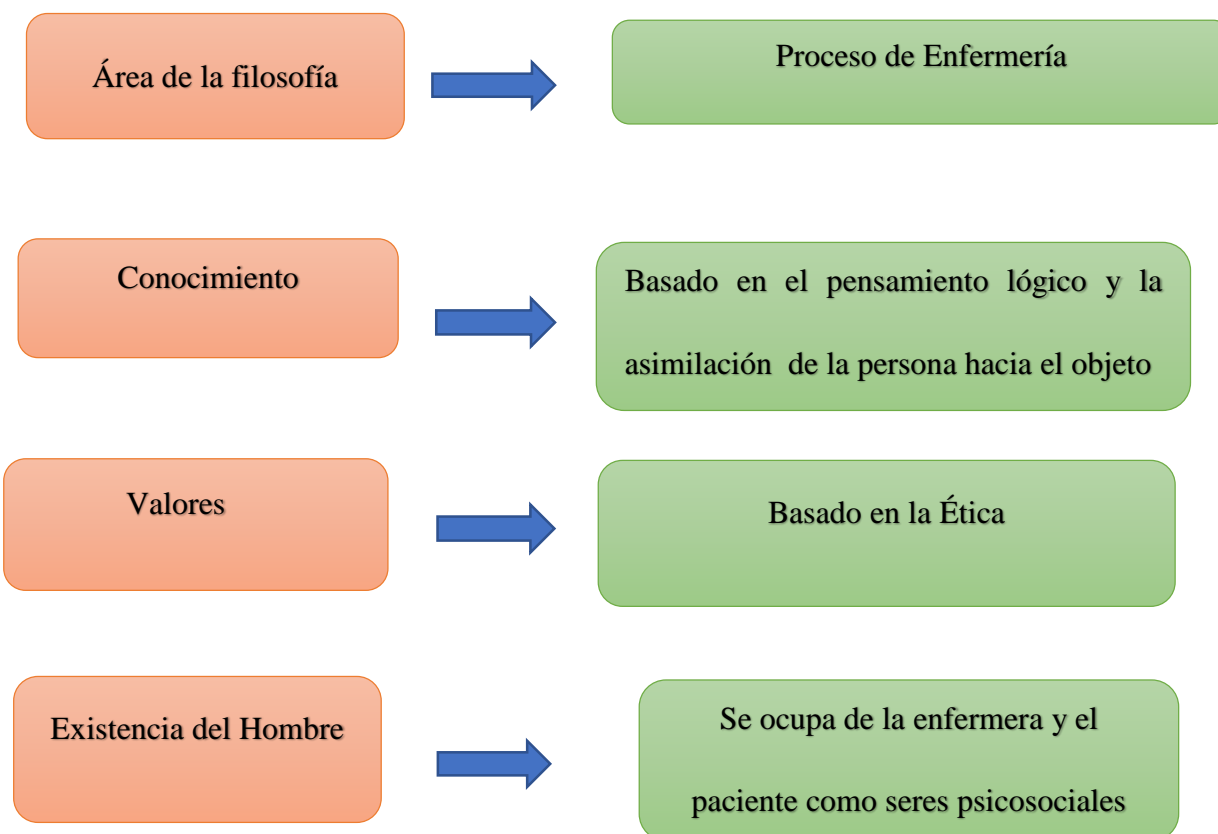 Área de la filosofía
Proceso de Enfermería
Conocimiento
Basado en el pensamiento lógico y la
asimilación de la persona hacia el objeto
Valores
Basado en la Ética
Existencia del Hombre
Se ocupa de la enfermera y el
paciente como seres psicosociales